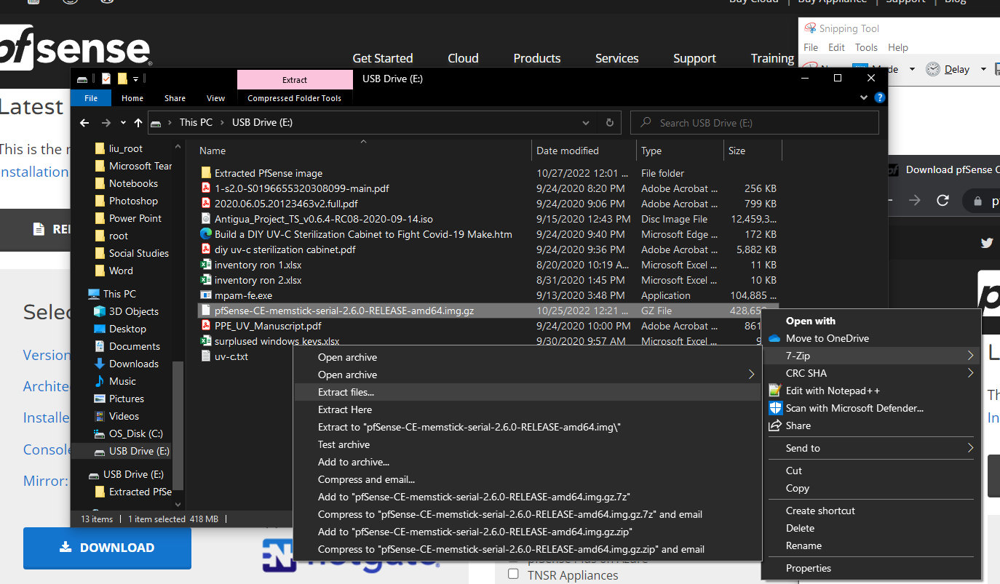 Buy Cloud | Buy Appliance | Support | Blog
pfsense
Get Started Cloud Products Services Support Training
Snipping Tool
File Edit Tools Help
Delay
Extract
USB Drive (E:)
File Home Share View Compressed Folder Tools
This PC > USB Drive (E:)
Search USB Drive (E:)
Latest
This is the
Installation
Selec
Version
Archite
Installe
Console
Mirror:
DOWNLOAD
liu_root
Microsoft Tear
Notebooks
Photoshop
Power Point
root
Social Studies
Word
This PC
3D Objects
Desktop
Documents
Downloads
Music
Pictures
Videos
OS_Disk (C:)
USB Drive (E:)
USB Drive (E:)
Extracted PfSe
Name Date modified Type Size
Extracted PfSense image 10/27/2022 12:01 ... File folder
1-s2.0-S0196655320308099-main.pdf 9/24/2020 8:20 PM Adobe Acrobat ... 256 KB
2020.06.05.20123463v2.full.pdf 9/24/2020 9:06 PM Adobe Acrobat ... 799 KB
Antigua_Project_TS_v0.6.4-RC08-2020-09-14.iso 9/15/2020 12:43 PM Disc Image File 12,459,3...
Build a DIY UV-C Sterilization Cabinet to Fight Covid-19 Make.htm 9/24/2020 9:40 PM Microsoft Edge ... 172 KB
diy uv-c sterilization cabinet.pdf 9/24/2020 9:36 PM Adobe Acrobat ... 5,882 KB
inventory ron 1.xlsx 8/20/2020 10:19 A... Microsoft Excel ... 11 KB
inventory ron 2.xlsx 8/31/2020 1:45 PM Microsoft Excel ... 10 KB
mpam-fe.exe 9/13/2020 3:48 PM Application 104,885 ...
pfSense-CE-memstick-serial-2.6.0-RELEASE-amd64.img.gz 10/25/2022 12:21 ... GZ File 428,659
PPE_UV_Manuscript.pdf 9/24/2020 10:00 PM Adobe Acrobat ... 861
surplused windows keys.xlsx 9/30/2020 9:57 AM Microsoft Excel ... 9
uv-c.txt
13 items | 1 item selected 418 MB |
Open archive
Open archive
Extract files...
Extract Here
Extract to "pfSense-CE-memstick-serial-2.6.0-RELEASE-amd64.img\"
Test archive
Add to archive...
Compress and email...
Add to "pfSense-CE-memstick-serial-2.6.0-RELEASE-amd64.img.gz.7z"
Compress to "pfSense-CE-memstick-serial-2.6.0-RELEASE-amd64.img.gz.7z" and email
Add to "pfSense-CE-memstick-serial-2.6.0-RELEASE-amd64.img.gz.zip"
Compress to "pfSense-CE-memstick-serial-2.6.0-RELEASE-amd64.img.gz.zip" and email
Open with
Move to OneDrive
7-Zip
CRC SHA
Edit with Notepad++
Scan with Microsoft Defender...
Share
Send to
Cut
Copy
Create shortcut
Delete
Rename
Properties
Download pfSense C
TNSR Appliances